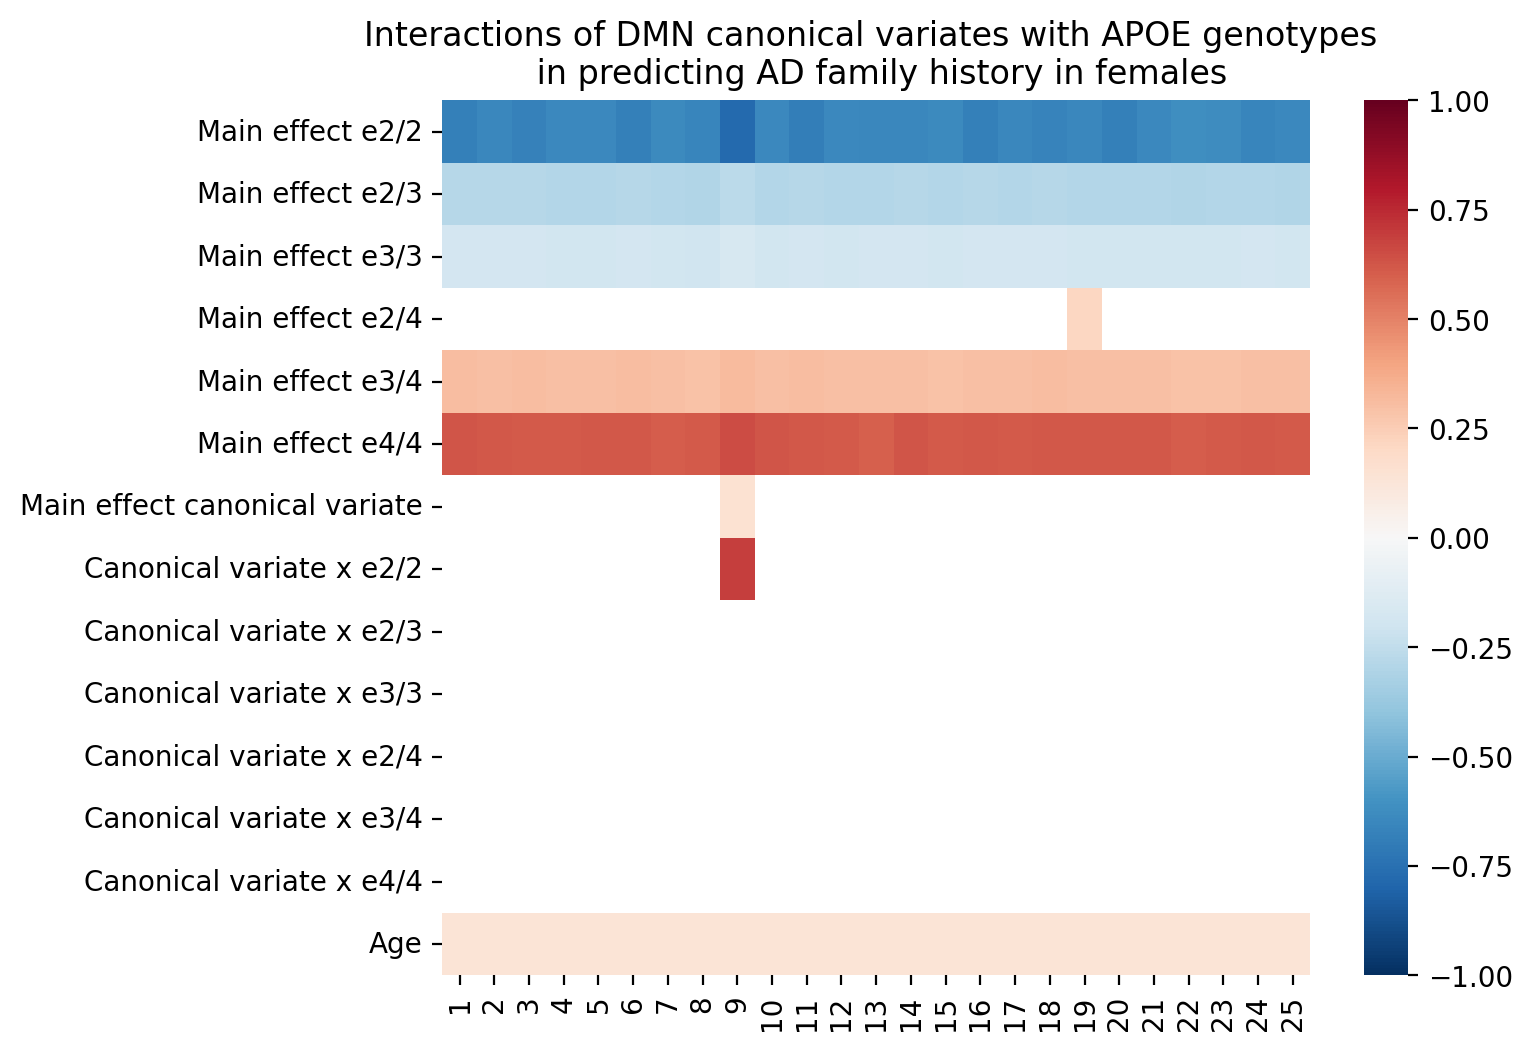 Interactions of DMN canonical variates with APOE genotypes
in predicting AD family history in females
Main effect e2/2
Main effect e2/3
Main effect e3/3
Main effect e2/4
Main effect e3/4
Main effect e4/4
Main effect canonical variate
Canonical variate x e2/2
Canonical variate x e2/3
Canonical variate x e3/3
Canonical variate x e2/4
Canonical variate x e3/4
Canonical variate x e4/4
Age
1 2 3 4 5 6 7 8 9 10 11 12 13 14 15 16 17 18 19 20 21 22 23 24 25
1.00
0.75
0.50
0.25
0.00
−0.25
−0.50
−0.75
−1.00